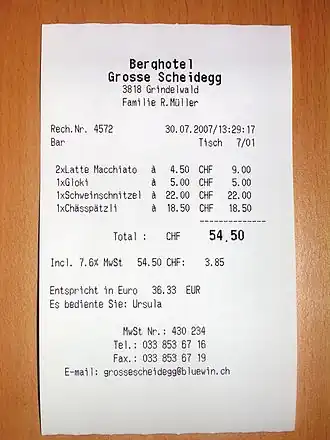 Berghotel
Grosse Scheidegg
3818 Grindelwald
Familie R.Müller
Rech.Nr. 4572 30.07.2007/13:29:17
Bar Tisch 7/01
2xLatte Macchiato à 4.50 CHF 9.00
1xGloki à 5.00 CHF 5.00
1xSchweinschnitzel à 22.00 CHF 22.00
1xChässpätzli à 18.50 CHF 18.50
Total : CHF 54.50
Incl. 7.6% MwSt 54.50 CHF: 3.85
Entspricht in Euro 36.33 EUR
Es bediente Sie: Ursula
MwSt Nr.: 430 234
Tel.: 033 853 67 16
Fax.: 033 853 67 19
E-mail: grossescheidegg@bluewin.ch